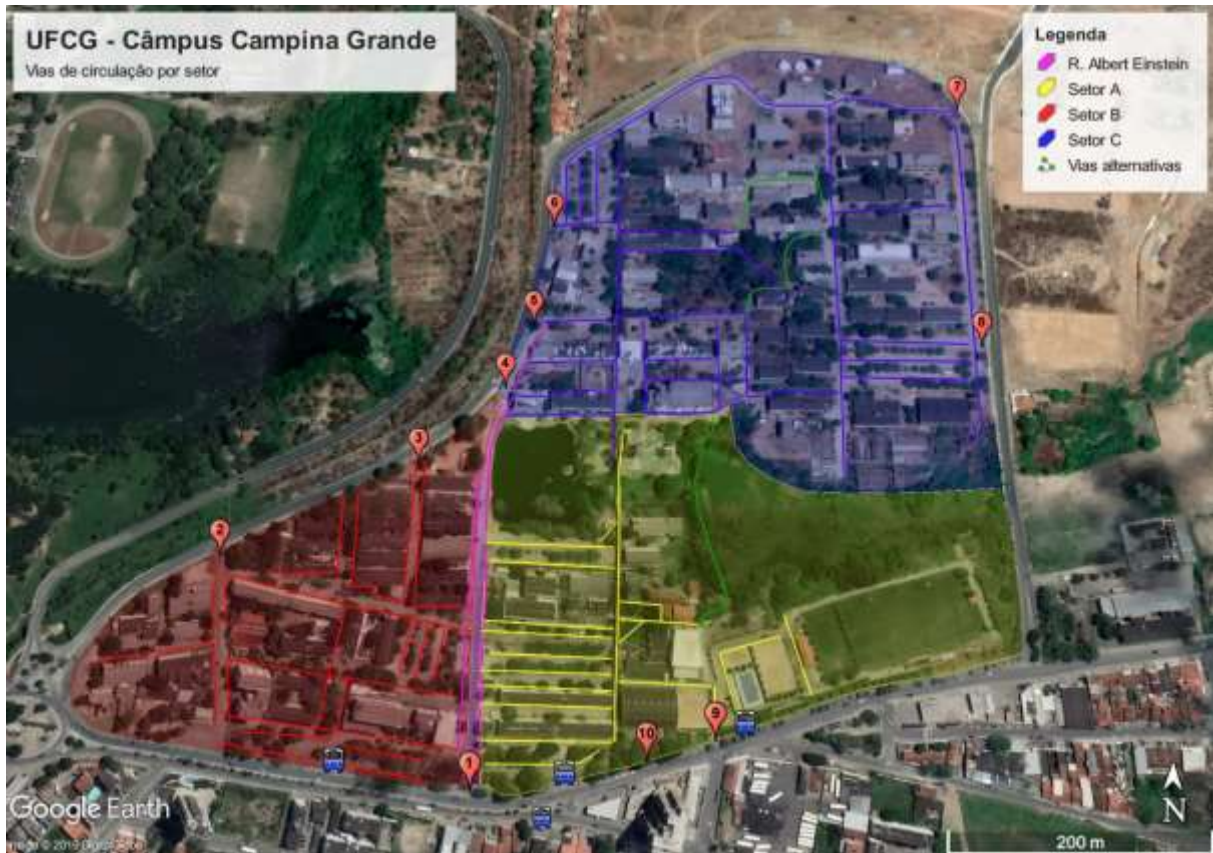 UFCG - Câmpus Campina Grande
Vias de circulação por setor
Legenda
R. Albert Einstein
Setor A
Setor B
Setor C
Vias alternativas
7
6
5
8
4
3
2
9
10
1
Google Earth
N
200 m